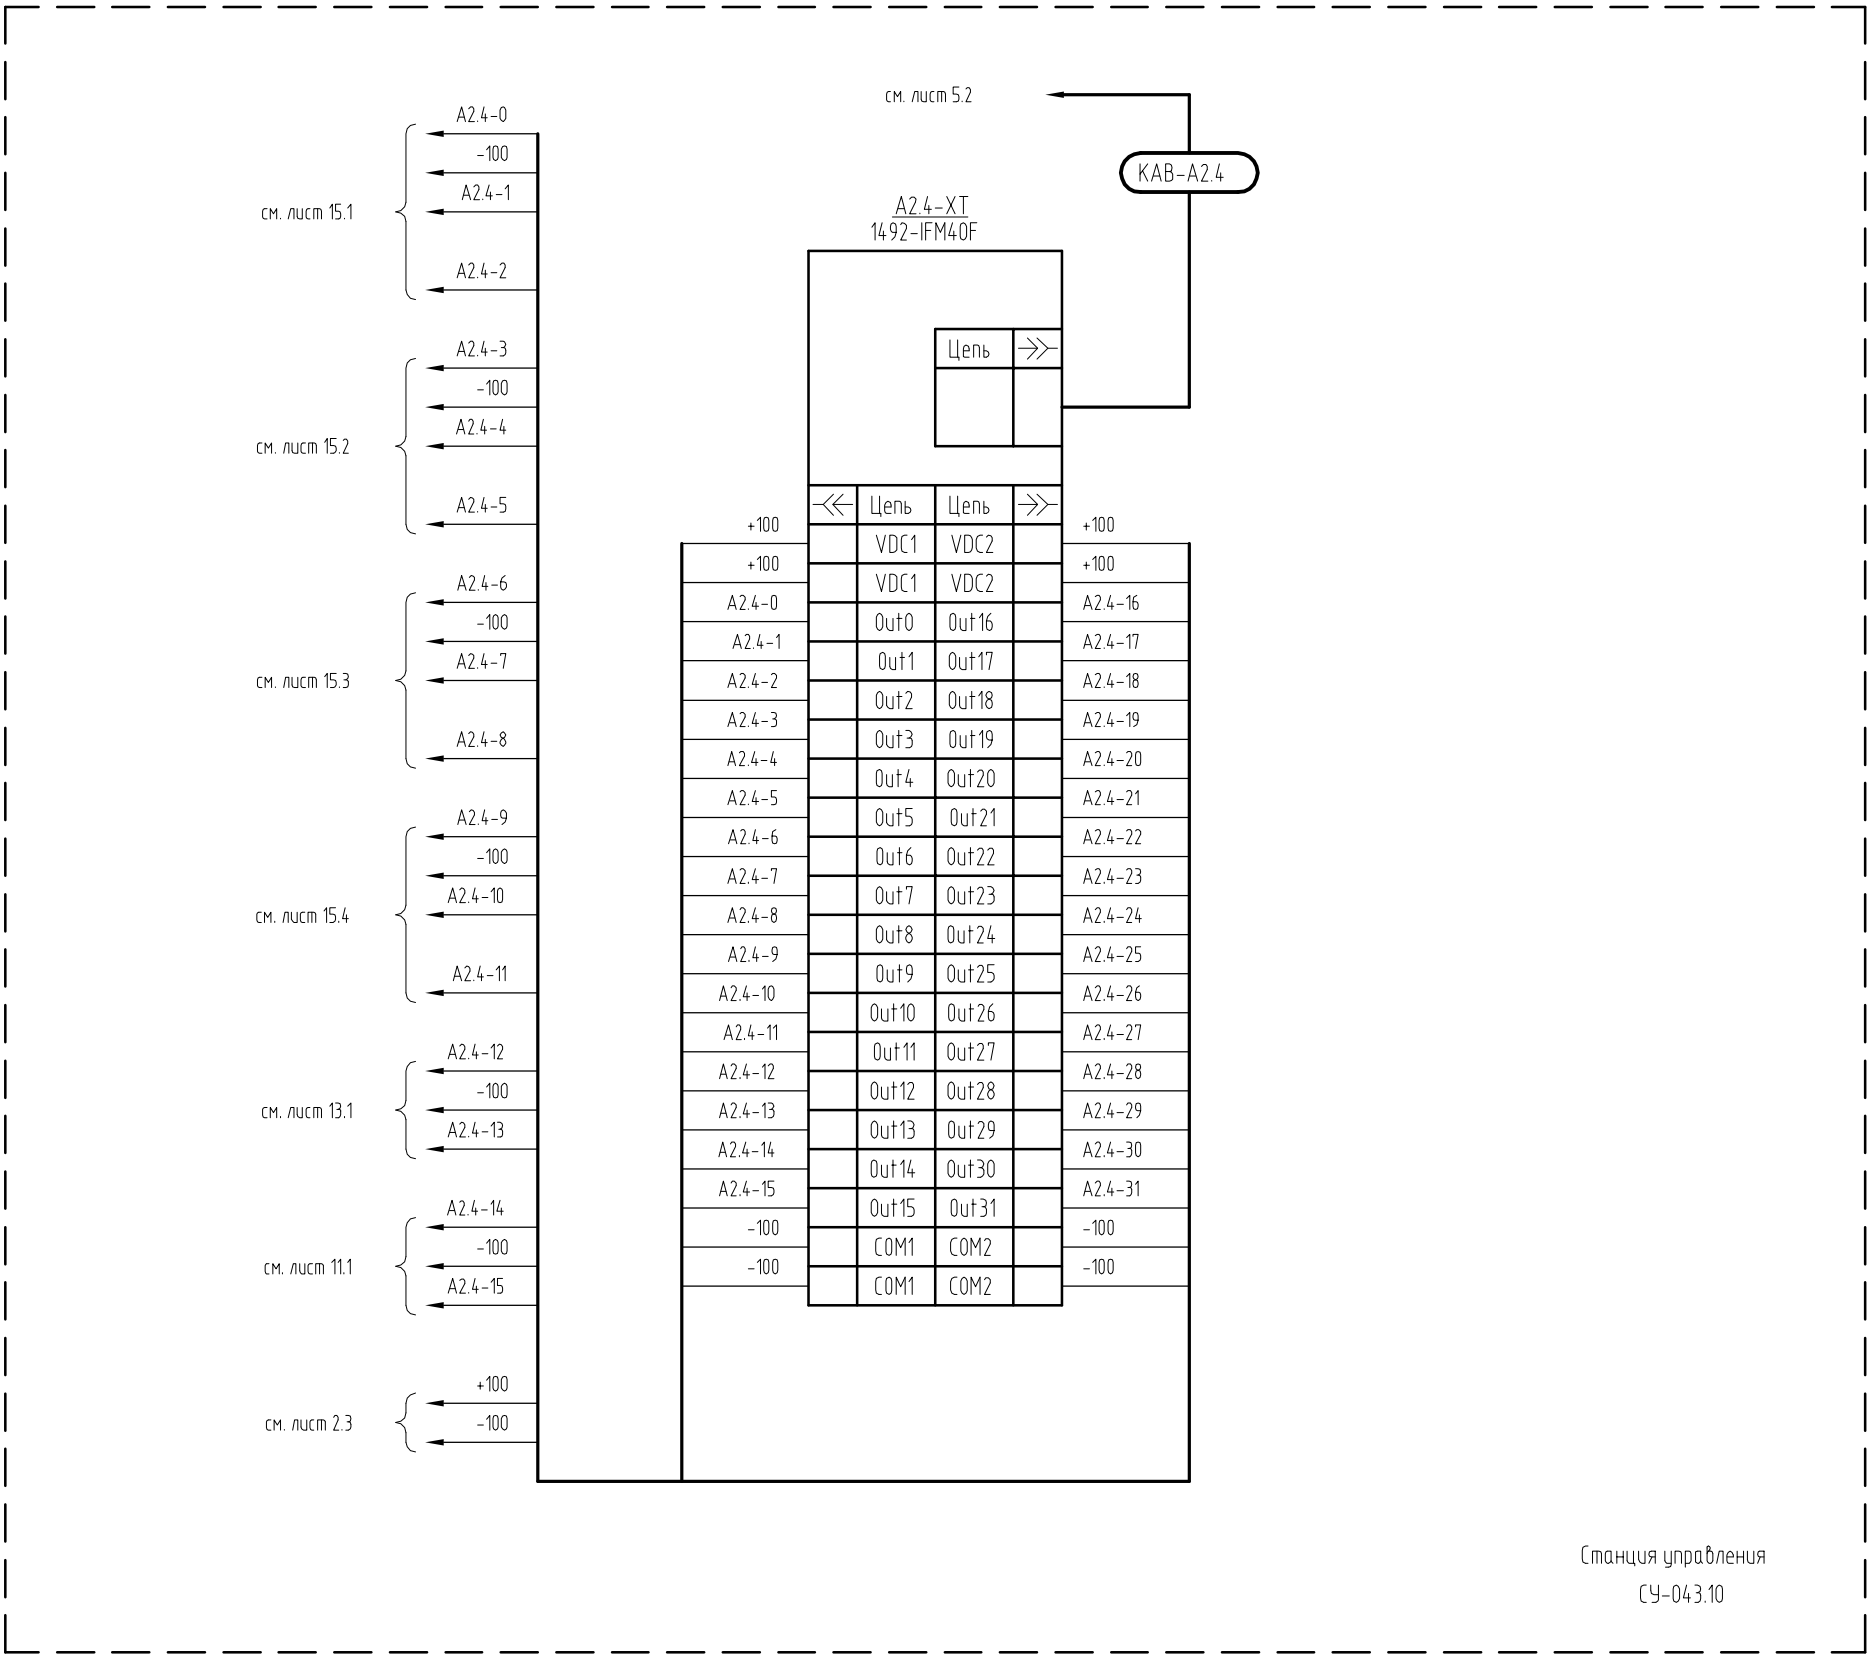 см. лист 5.2
КАВ-А2.4
А2.4-ХТ
1492-IFM40F
см. лист 15.1
А2.4-0
-100
А2.4-1
А2.4-2
см. лист 15.2
А2.4-3
-100
А2.4-4
А2.4-5
см. лист 15.3
А2.4-6
-100
А2.4-7
А2.4-8
см. лист 15.4
А2.4-9
-100
А2.4-10
А2.4-11
см. лист 13.1
А2.4-12
-100
А2.4-13
см. лист 11.1
А2.4-14
-100
А2.4-15
см. лист 2.3
+100
-100
Цепь
Цепь Цепь
+100 VDC1 VDC2 +100
+100 VDC1 VDC2 +100
А2.4-0 Out0 Out16 А2.4-16
А2.4-1 Out1 Out17 А2.4-17
А2.4-2 Out2 Out18 А2.4-18
А2.4-3 Out3 Out19 А2.4-19
А2.4-4 Out4 Out20 А2.4-20
А2.4-5 Out5 Out21 А2.4-21
А2.4-6 Out6 Out22 А2.4-22
А2.4-7 Out7 Out23 А2.4-23
А2.4-8 Out8 Out24 А2.4-24
А2.4-9 Out9 Out25 А2.4-25
А2.4-10 Out10 Out26 А2.4-26
А2.4-11 Out11 Out27 А2.4-27
А2.4-12 Out12 Out28 А2.4-28
А2.4-13 Out13 Out29 А2.4-29
А2.4-14 Out14 Out30 А2.4-30
А2.4-15 Out15 Out31 А2.4-31
-100 COM1 COM2 -100
-100 COM1 COM2 -100
Станция управления
СУ-043.10